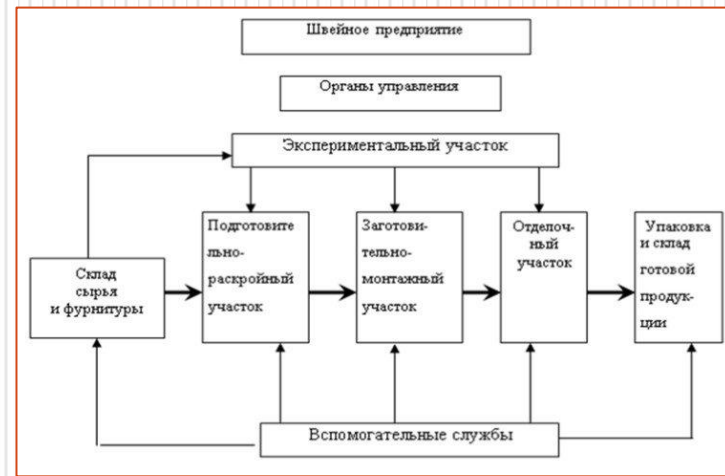 Швейное предприятие
Органы управления
Экспериментальный участок
Склад
сырья
и фурнитуры
Подготовите
льно-
раскройный
участок
Заготови-
тельно-
монтажный
участок
Отделоч-
ный
участок
Упаковка
и склад
готовой
продук-
ции
Вспомогательные службы